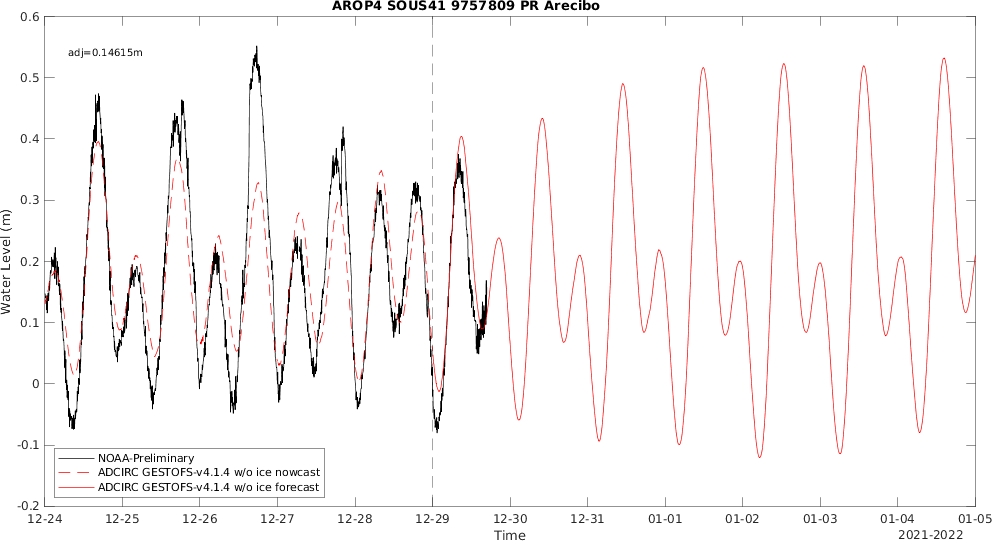 AROP4 SOUS41 9757809 PR Arecibo
adj=0.14615m
0.6
0.5
0.4
0.3
0.2
0.1
0
-0.1
-0.2
Water Level (m)
NOAA-Preliminary
ADCIRC GESTOFS-v4.1.4 w/o ice nowcast
ADCIRC GESTOFS-v4.1.4 w/o ice forecast
12-24 12-25 12-26 12-27 12-28 12-29 12-30 12-31 01-01 01-02 01-03 01-04 01-05
Time
2021-2022